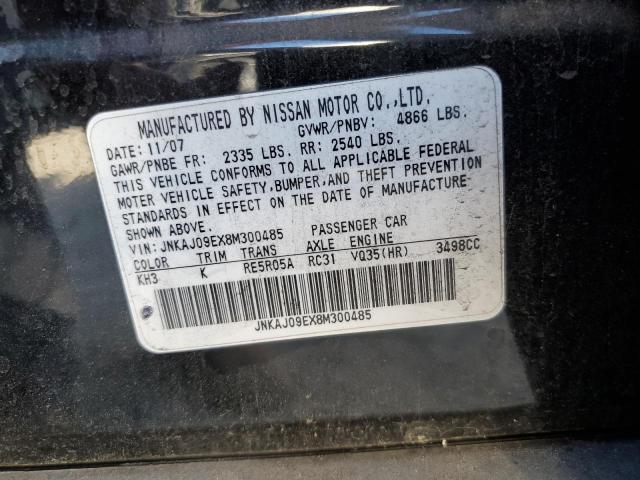 MANUFACTURED BY NISSAN MOTOR CO.,LTD.
DATE: 11/07 GVWR/PNBV: 4866 LBS.
GAWR/PNBE FR: 2335 LBS. RR: 2540 LBS.
THIS VEHICLE CONFORMS TO ALL APPLICABLE FEDERAL
MOTOR VEHICLE SAFETY,BUMPER,AND THEFT PREVENTION
STANDARDS IN EFFECT ON THE DATE OF MANUFACTURE
SHOWN ABOVE.
VIN: JNKAJ09EX8M300485 PASSENGER CAR
COLOR TRIM TRANS AXLE ENGINE
KH3 K RE5R05A RC31 VQ35(HR) 3498CC
JNKAJ09EX8M300485